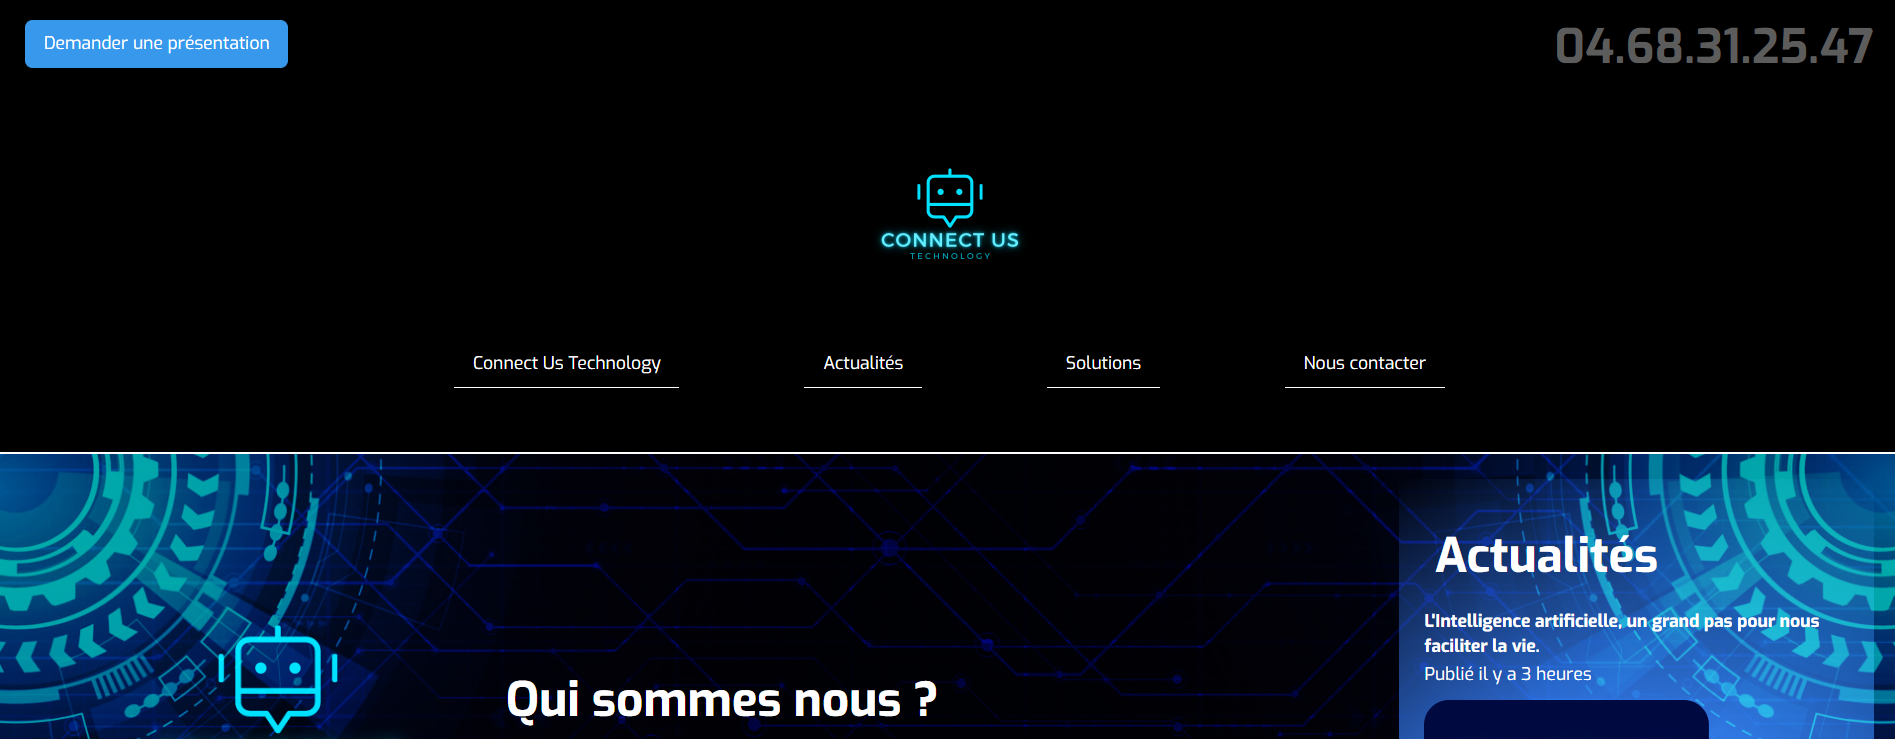 Demander une présentation
04.68.31.25.47
CONNECT US
TECHNOLOGY
Connect Us Technology
Actualités
Solutions
Nous contacter
Qui sommes nous ?
Actualités
L'Intelligence artificielle, un grand pas pour nous
faciliter la vie.
Publié il y a 3 heures